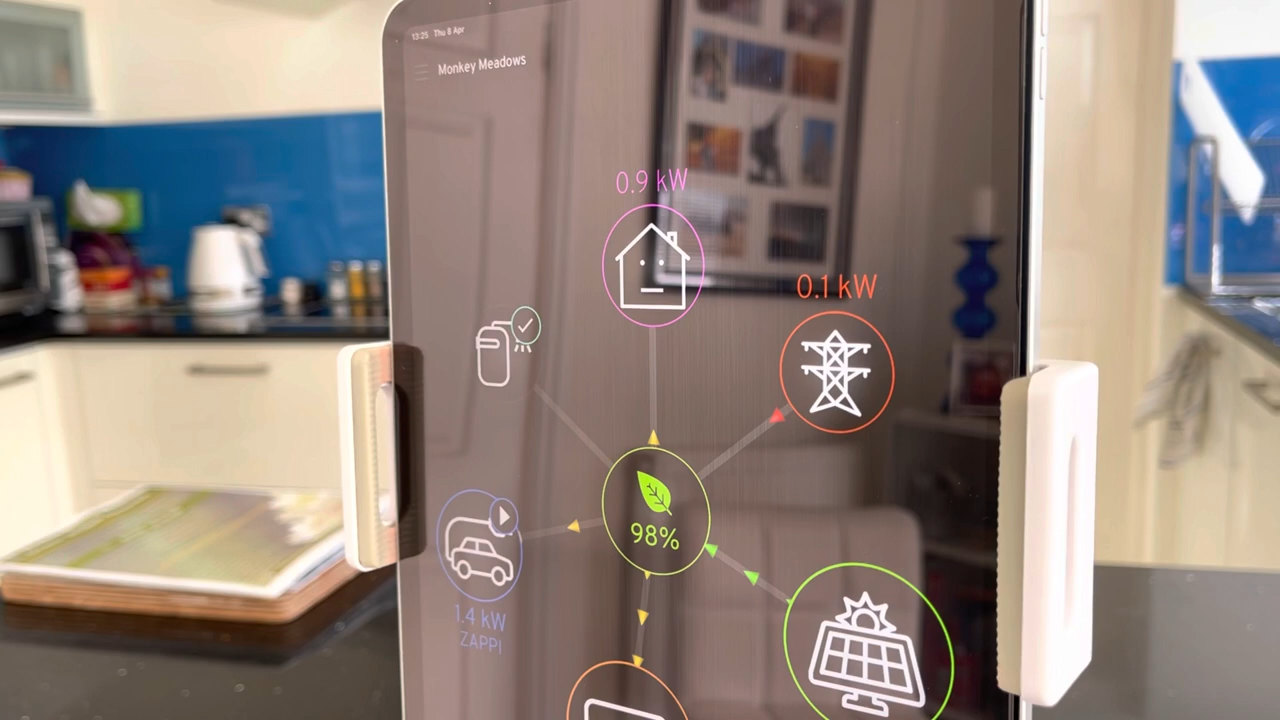 13:25 Thu 8 Apr
Monkey Meadows
0.9 kW
0.1 kW
98%
1.4 kW
ZAPPI